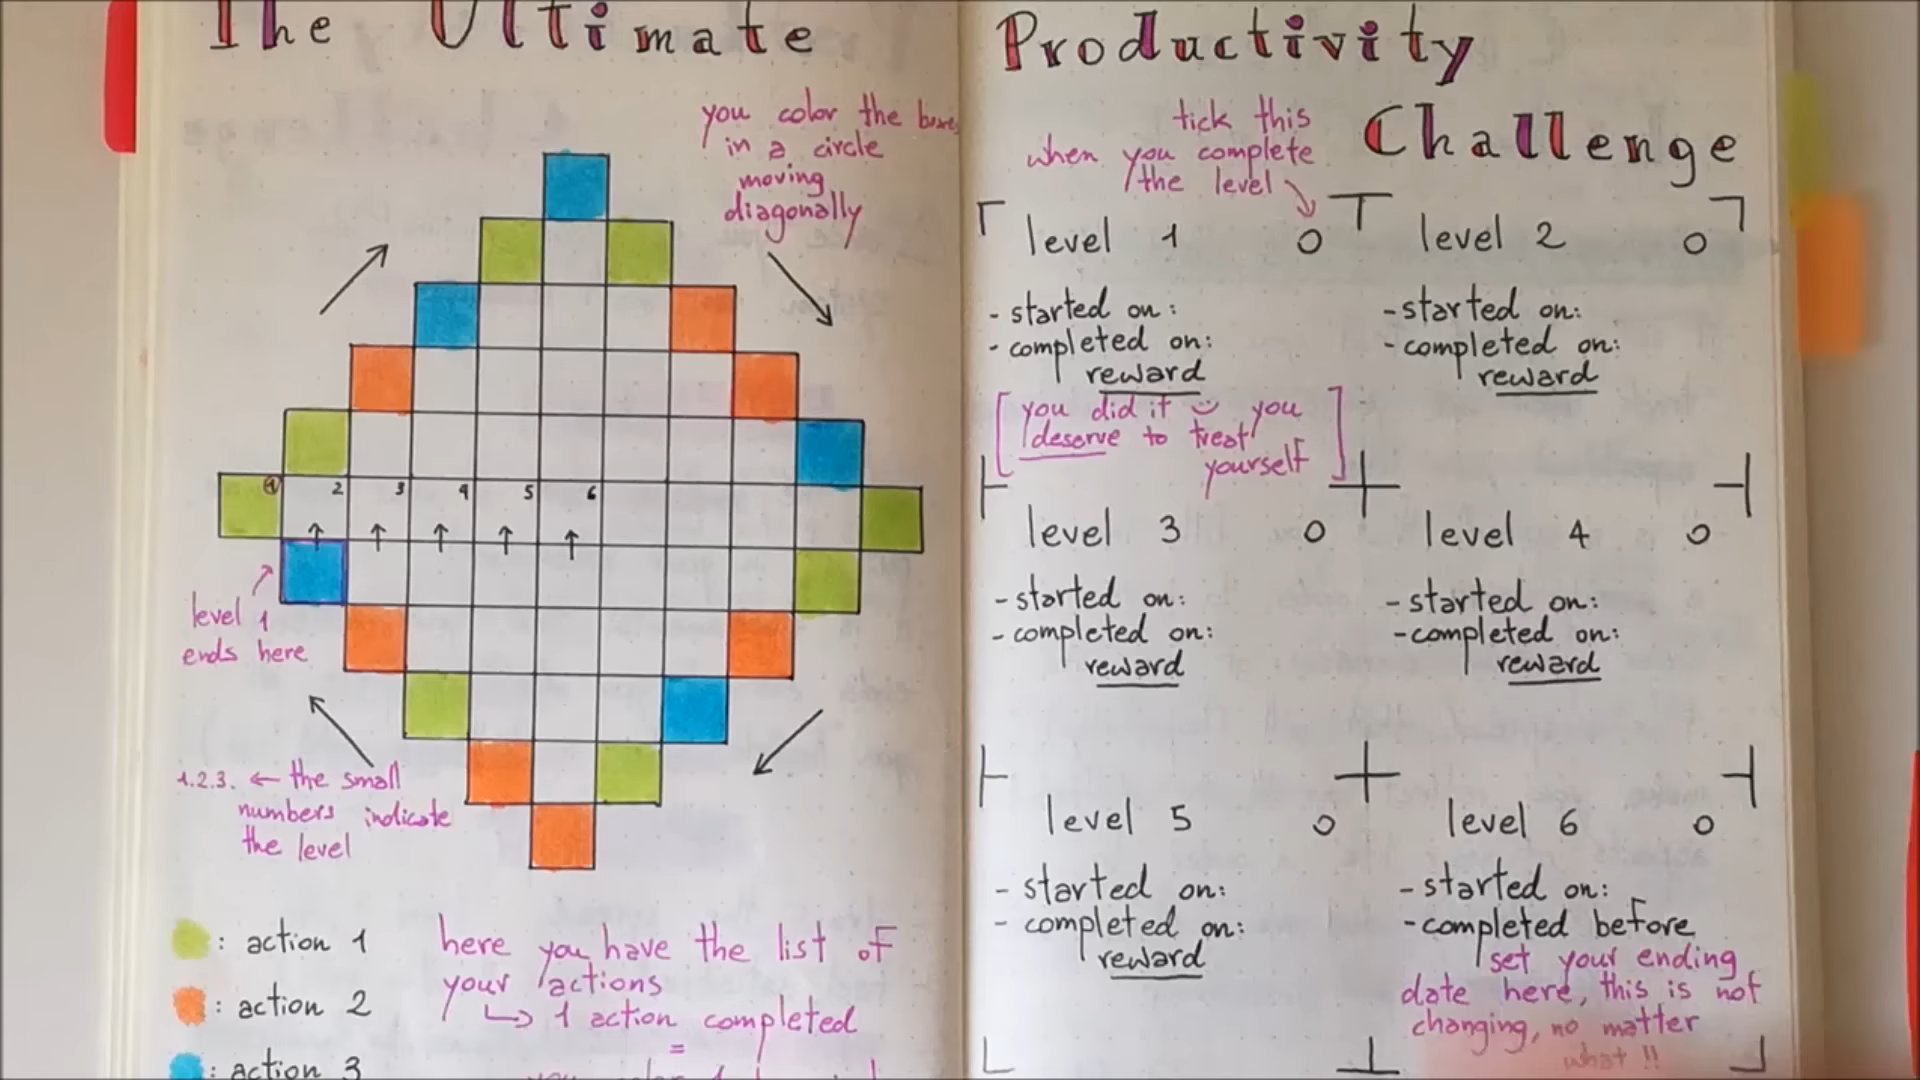 The Ultimate
you color the boxes
in a circle
moving
diagonally
1 2 3 4 5 6
level 1
ends here
1.2.3. ← the small
numbers indicate
the level
: action 1
: action 2
: action 3
here you have the list of
your actions
↳ 1 action completed
=
Productivity
Challenge
tick this
when you complete
the level
level 1
- started on:
- completed on:
reward
[you did it you
deserve to treat
yourself]
level 2
- started on:
- completed on:
reward
level 3
- started on:
- completed on:
reward
level 4
- started on:
- completed on:
reward
level 5
- started on:
- completed on:
reward
level 6
- started on:
- completed before
set your ending
date here, this is not
changing, no matter
what !!